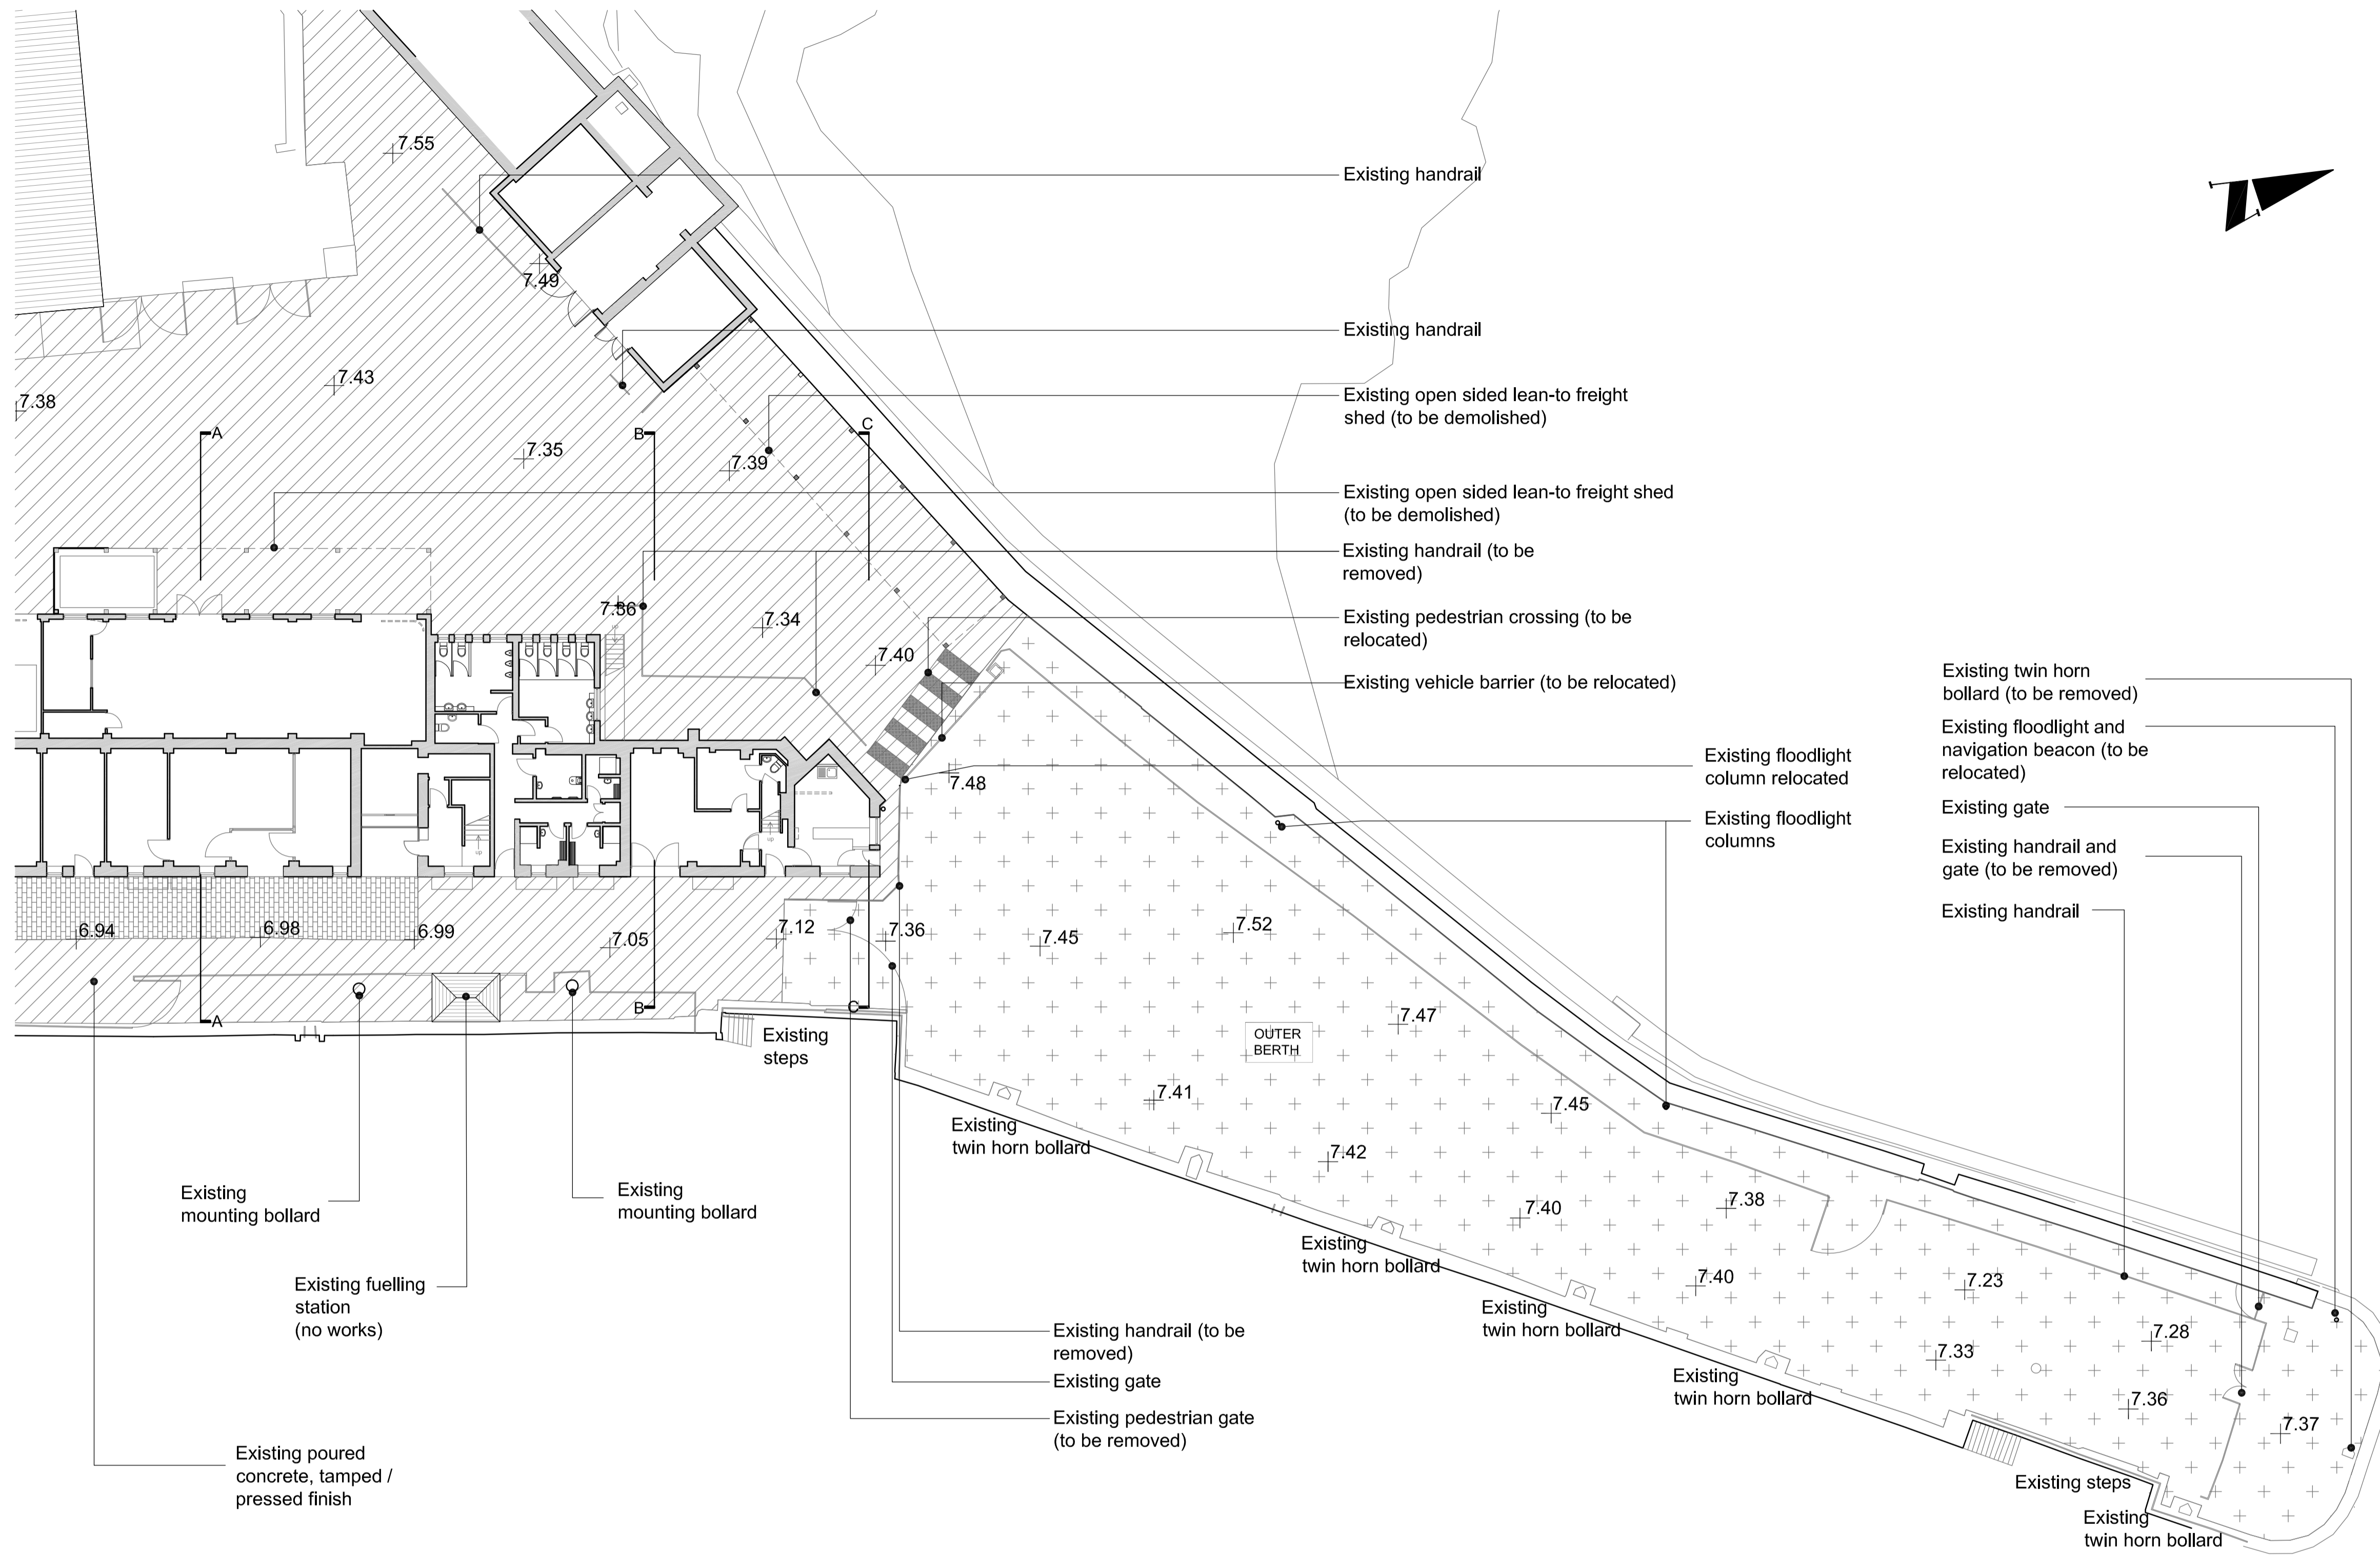 7.55
Existing handrail
7.49
Existing handrail
7.43
7.38
Existing open sided lean-to freight
shed (to be demolished)
A
B
C
7.35
7.39
Existing open sided lean-to freight shed
(to be demolished)
Existing handrail (to be
removed)
7.36
up
7.34
Existing pedestrian crossing (to be
relocated)
7.40
Existing vehicle barrier (to be relocated)
Existing twin horn
bollard (to be removed)
Existing floodlight and
navigation beacon (to be
relocated)
Existing floodlight
column relocated
7.48
Existing gate
Existing floodlight
columns
up
up
Existing handrail and
gate (to be removed)
Existing handrail
6.94
6.98
6.99
7.05
7.12
7.36
7.45
7.52
A
B
C
7.47
OUTER
BERTH
Existing
steps
7.41
7.45
Existing
twin horn bollard
7.42
7.38
7.40
Existing
mounting bollard
Existing
mounting bollard
Existing
twin horn bollard
7.40
7.23
Existing fuelling
station
(no works)
Existing
twin horn bollard
7.28
7.33
Existing handrail (to be
removed)
Existing gate
Existing
twin horn bollard
7.36
7.37
Existing pedestrian gate
(to be removed)
Existing poured
concrete, tamped /
pressed finish
Existing steps
Existing
twin horn bollard